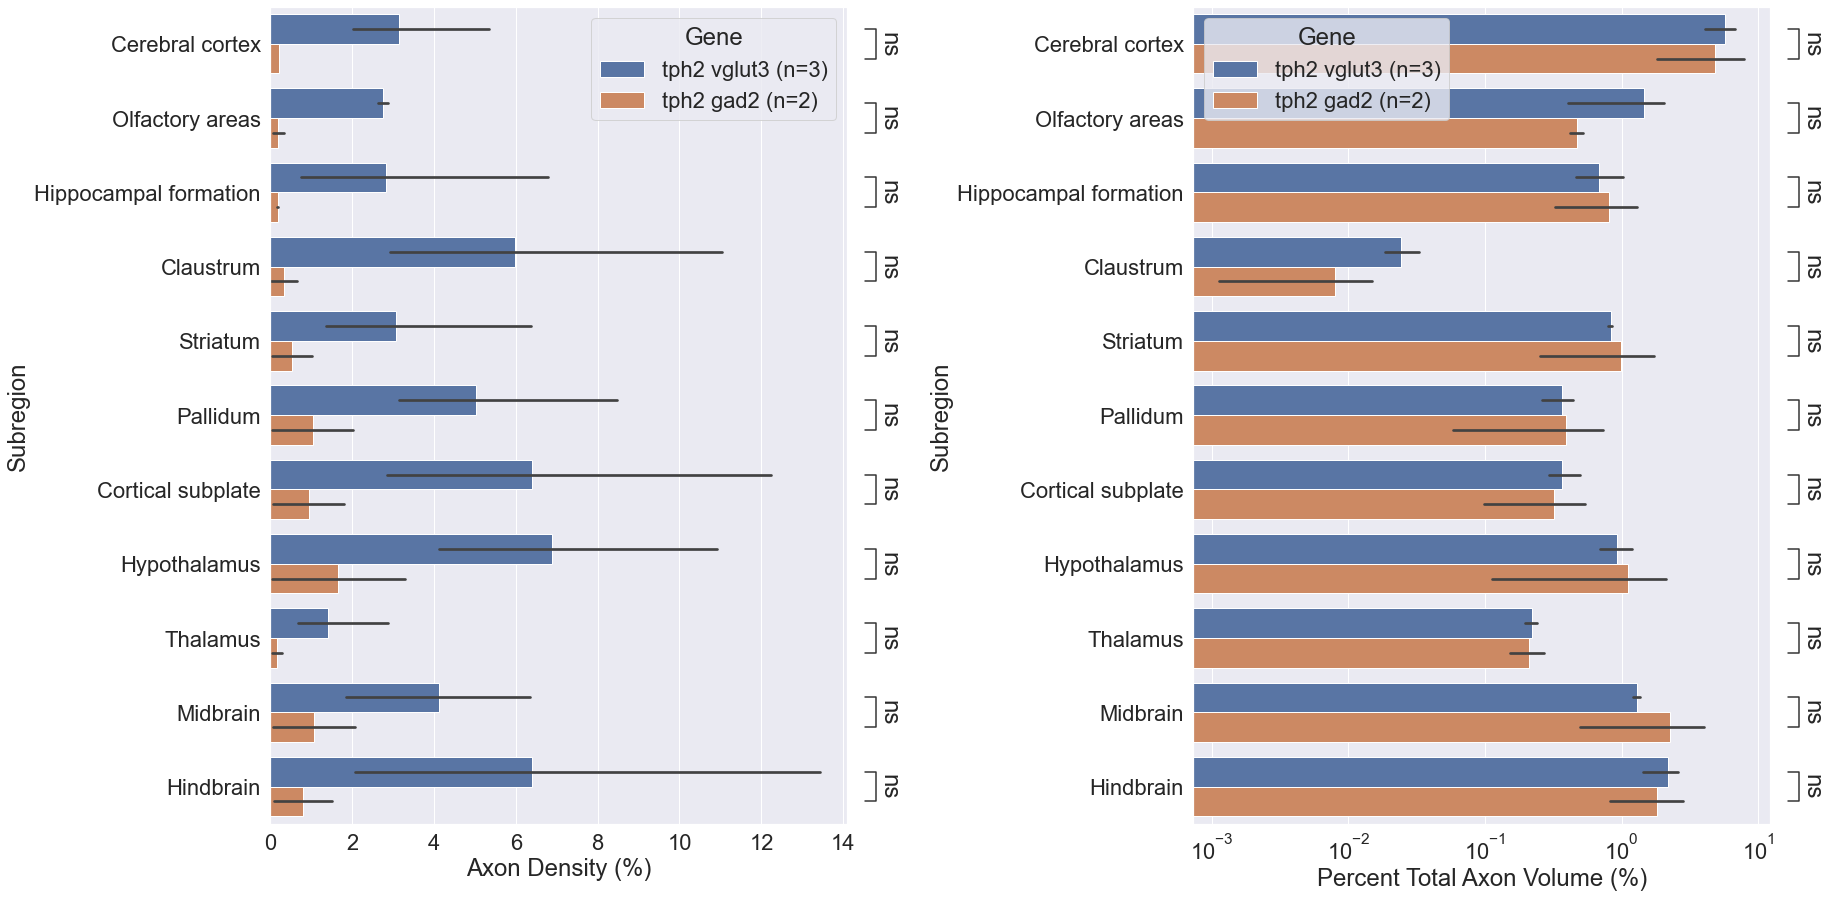 Subregion
Cerebral cortex
Olfactory areas
Hippocampal formation
Claustrum
Striatum
Pallidum
Cortical subplate
Hypothalamus
Thalamus
Midbrain
Hindbrain
Gene
tph2 vglut3 (n=3)
tph2 gad2 (n=2)
ns
ns
ns
ns
ns
ns
ns
ns
ns
ns
ns
0 2 4 6 8 10 12 14
Axon Density (%)
Subregion
Cerebral cortex
Olfactory areas
Hippocampal formation
Claustrum
Striatum
Pallidum
Cortical subplate
Hypothalamus
Thalamus
Midbrain
Hindbrain
Gene
tph2 vglut3 (n=3)
tph2 gad2 (n=2)
ns
ns
ns
ns
ns
ns
ns
ns
ns
ns
ns
10⁻³ 10⁻² 10⁻¹ 10⁰ 10¹
Percent Total Axon Volume (%)